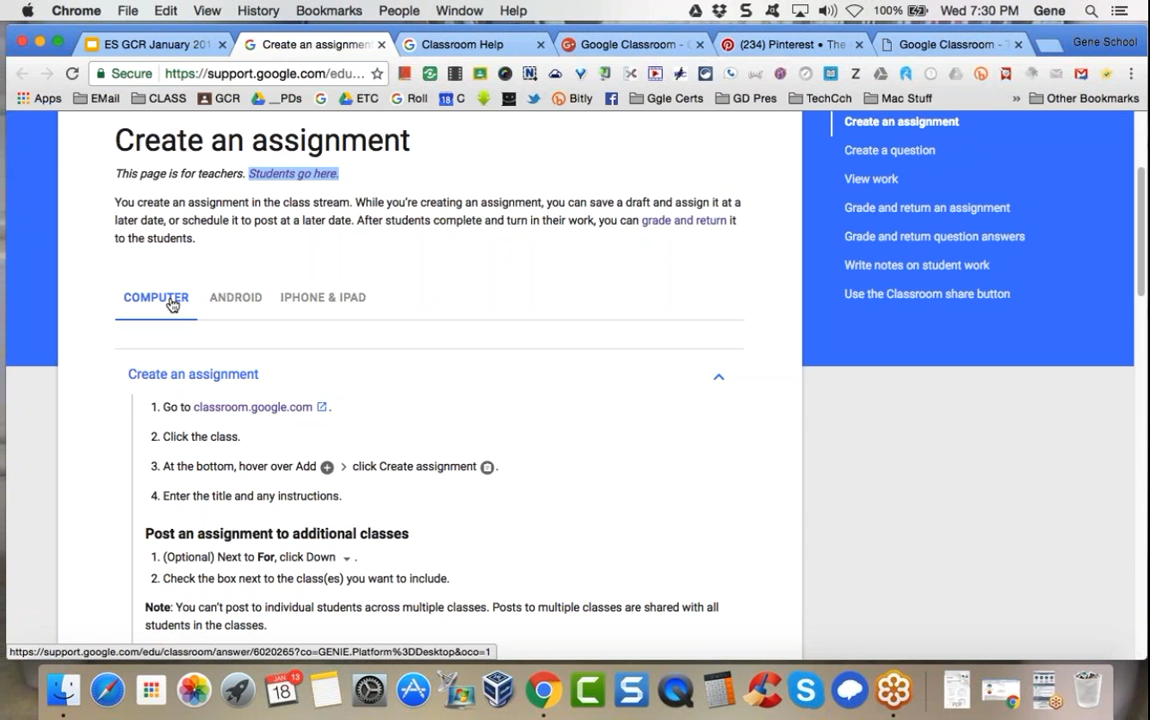 Chrome File Edit View History Bookmarks People Window Help 100% Wed 7:30 PM Gene
ES GCR January 201 Create an assignment Classroom Help Google Classroom - (234) Pinterest • The Google Classroom - Gene School
Secure https://support.google.com/edu...
Apps EMail CLASS GCR __PDs ETC Roll C Bitly Ggle Certs GD Pres TechCch Mac Stuff » Other Bookmarks
Create an assignment
This page is for teachers. Students go here.
You create an assignment in the class stream. While you're creating an assignment, you can save a draft and assign it at a
later date, or schedule it to post at a later date. After students complete and turn in their work, you can grade and return it
to the students.
COMPUTER ANDROID IPHONE & IPAD
Create an assignment
1. Go to classroom.google.com .
2. Click the class.
3. At the bottom, hover over Add > click Create assignment .
4. Enter the title and any instructions.
Post an assignment to additional classes
1. (Optional) Next to For, click Down .
2. Check the box next to the class(es) you want to include.
Note: You can't post to individual students across multiple classes. Posts to multiple classes are shared with all
students in the classes.
Create an assignment
Create a question
View work
Grade and return an assignment
Grade and return question answers
Write notes on student work
Use the Classroom share button
https://support.google.com/edu/classroom/answer/6020265?co=GENIE.Platform%3DDesktop&oco=1